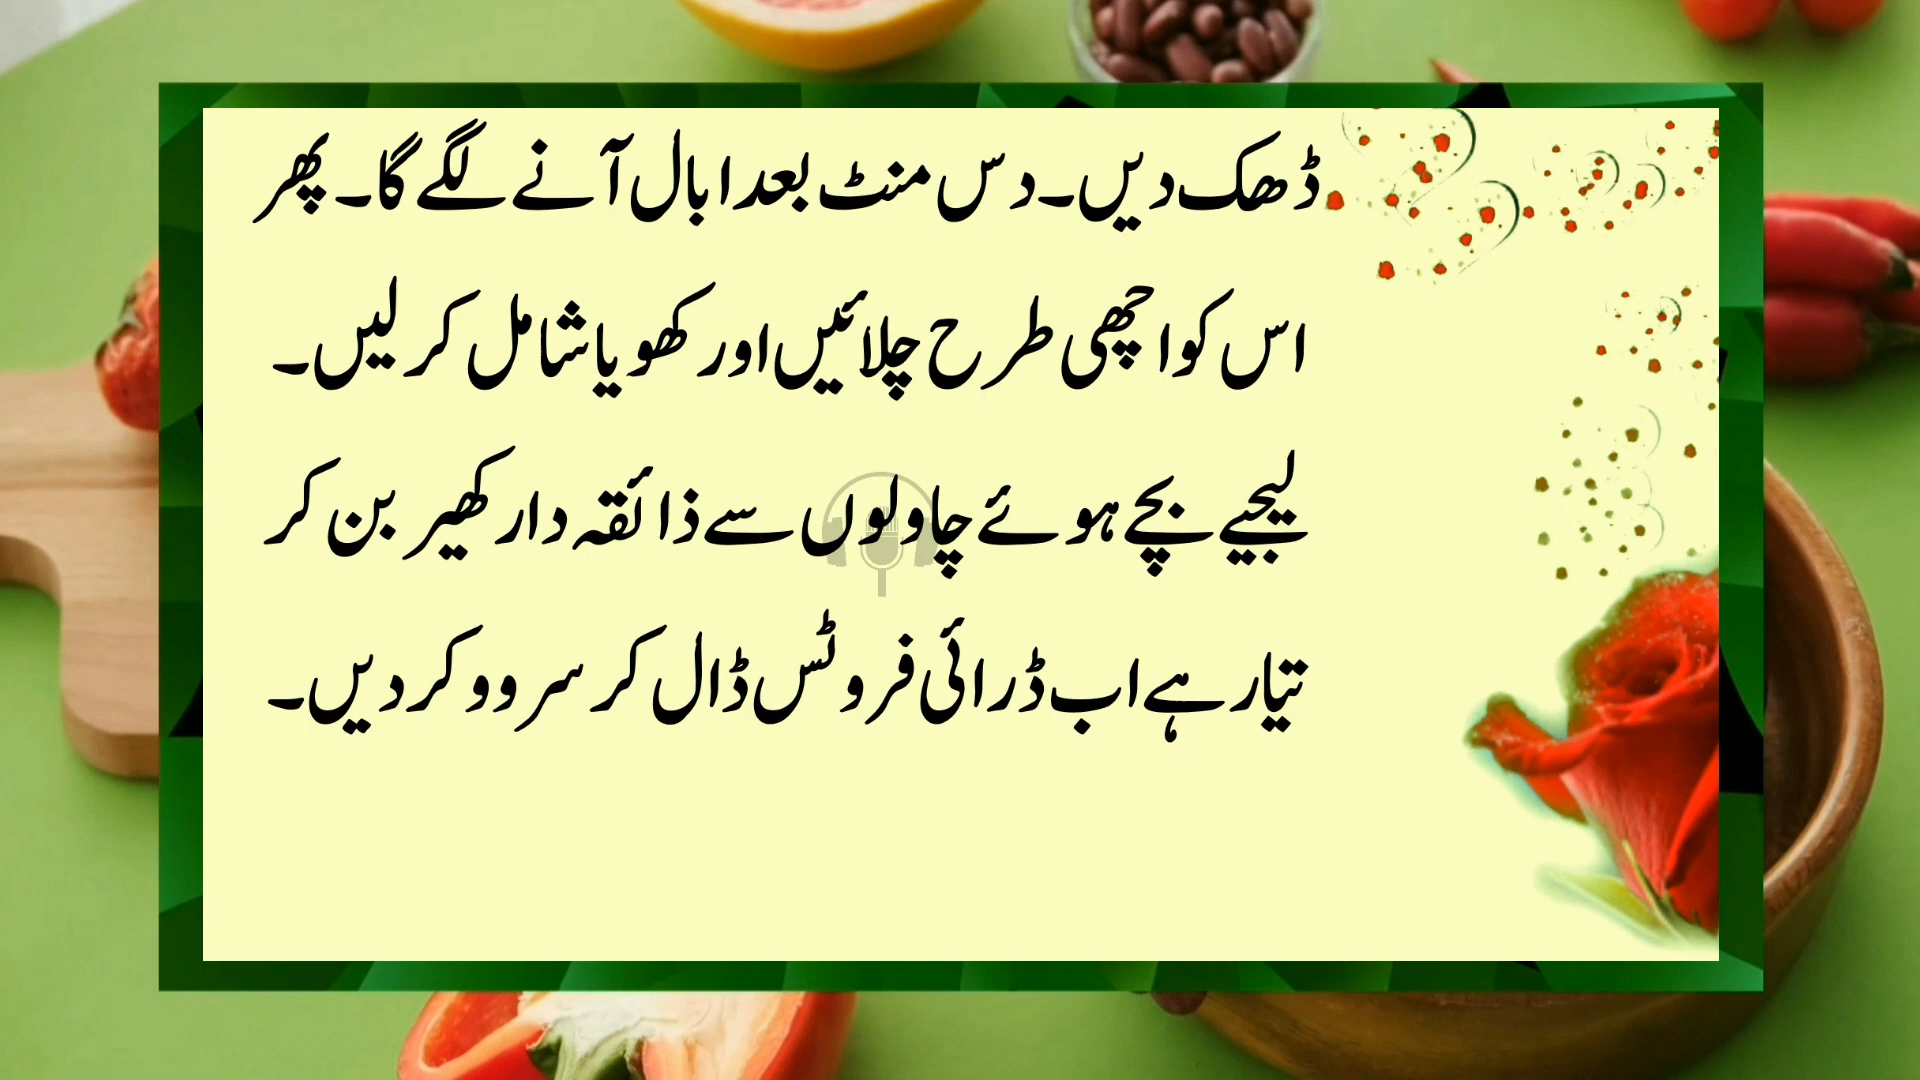 ڈھک دیں۔ دس منٹ بعد ابال آنے لگے گا۔ پھر
اس کو اچھی طرح چلائیں اور کھویا شامل کر لیں۔
لیجیے بچے ہوئے چاولوں سے ذائقہ دار کھیر بن کر
تیار ہے اب ڈرائی فروٹس ڈال کر سروو کر دیں۔